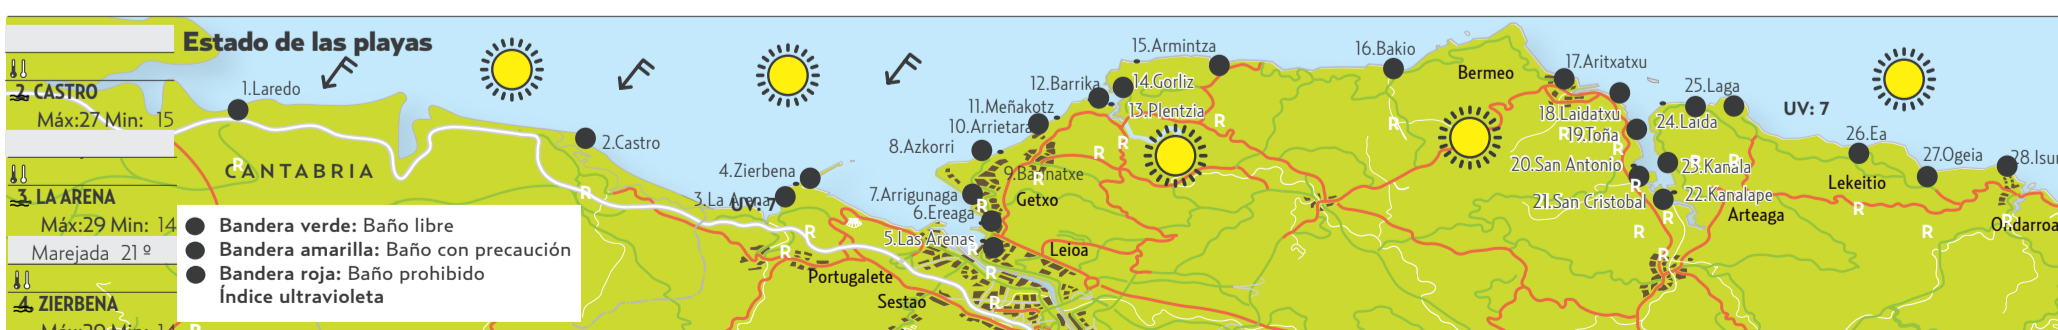 Estado de las playas
2. CASTRO
Máx:27 Min: 15
3. LA ARENA
Máx:29 Min: 14
Marejada 21 º
4. ZIERBENA
Bandera verde: Baño libre
Bandera amarilla: Baño con precaución
Bandera roja: Baño prohibido
Índice ultravioleta
1.Laredo
CANTABRIA
R
2.Castro
R
4.Zierbena
3.La Arena
UV: 7
R
R
Portugalete
Sestao
15.Armintza
12.Barrika
14.Gorliz
11.Meñakotz
13.Plentzia
10.Arrietara
8.Azkorri
9.Barinatxe
7.Arrigunaga
Getxo
6.Ereaga
5.Las Arenas
Leioa
R
R
R
R
R
R
R
R
16.Bakio
R
Bermeo
17.Aritxatxu
18.Laidatxu
19.Toña
R
R
20.San Antonio
R
21.San Cristobal
R
25.Laga
24.Laida
23.Kanala
R
R
22.Kanalape
R
Arteaga
R
UV: 7
26.Ea
27.Ogeia
Lekeitio
R
R
R
Ondarroa